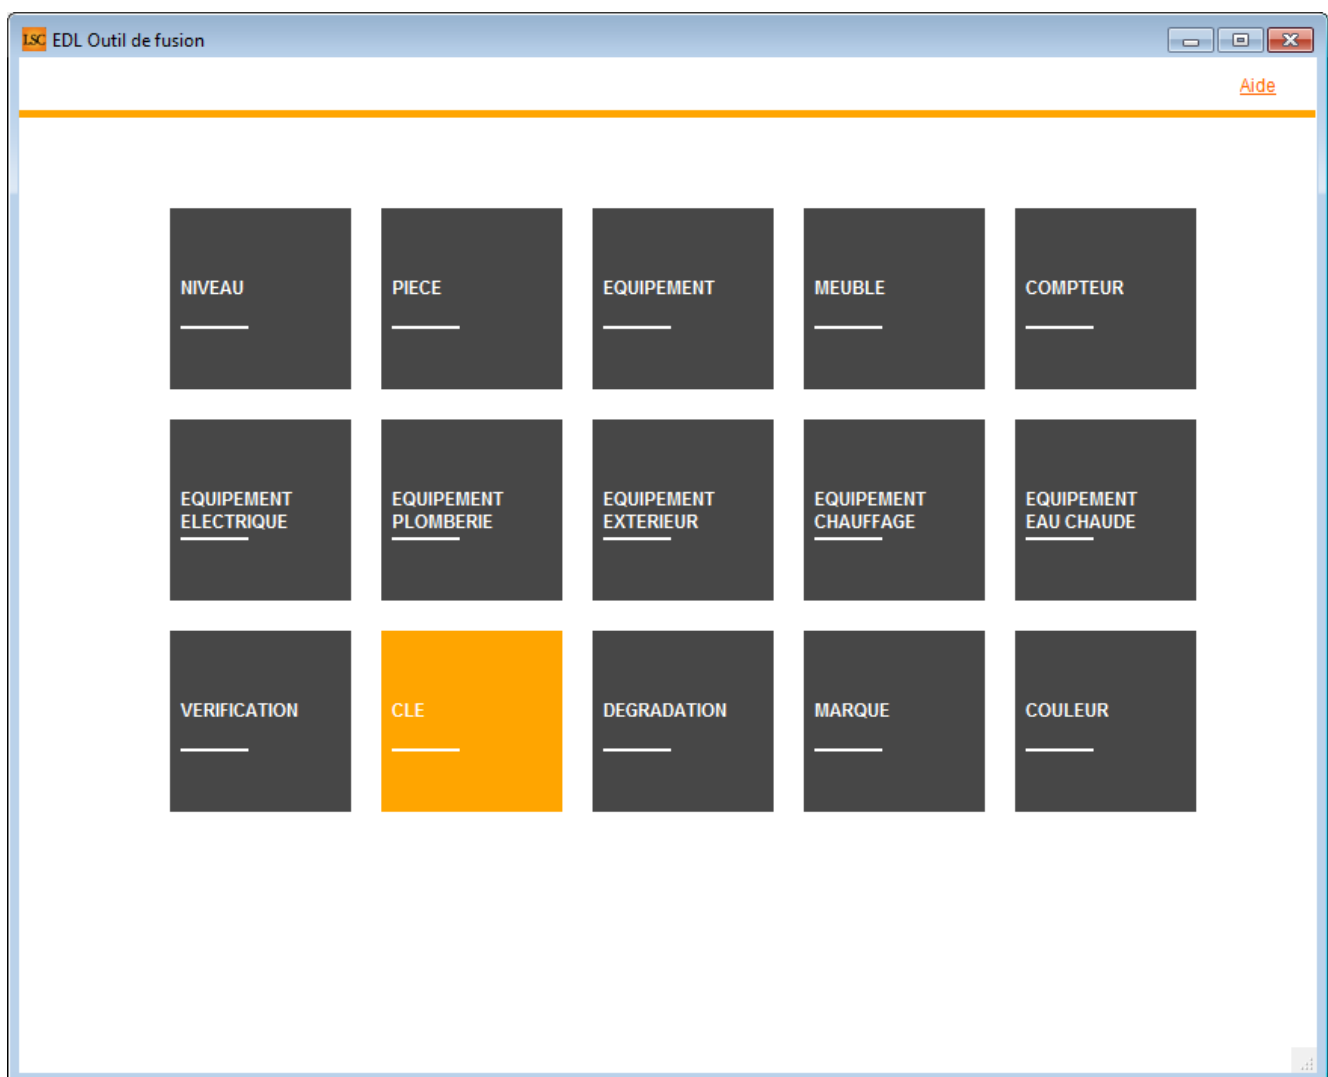 LSC EDL Outil de fusion
Aide
NIVEAU
PIECE
EQUIPEMENT
MEUBLE
COMPTEUR
EQUIPEMENT
ELECTRIQUE
EQUIPEMENT
PLOMBERIE
EQUIPEMENT
EXTERIEUR
EQUIPEMENT
CHAUFFAGE
EQUIPEMENT
EAU CHAUDE
VERIFICATION
CLE
DEGRADATION
MARQUE
COULEUR